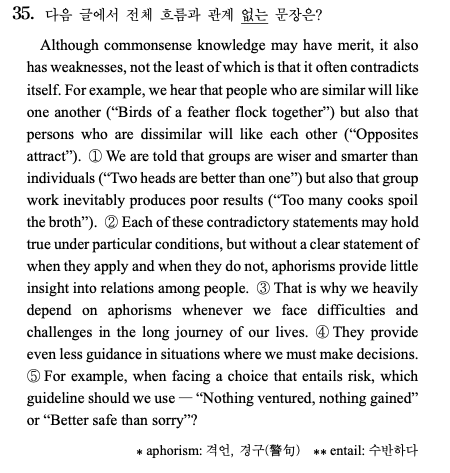 35. 다음 글에서 전체 흐름과 관계 없는 문장은?
Although commonsense knowledge may have merit, it also
has weaknesses, not the least of which is that it often contradicts
itself. For example, we hear that people who are similar will like
one another (“Birds of a feather flock together”) but also that
persons who are dissimilar will like each other (“Opposites
attract”). ① We are told that groups are wiser and smarter than
individuals (“Two heads are better than one”) but also that group
work inevitably produces poor results (“Too many cooks spoil
the broth”). ② Each of these contradictory statements may hold
true under particular conditions, but without a clear statement of
when they apply and when they do not, aphorisms provide little
insight into relations among people. ③ That is why we heavily
depend on aphorisms whenever we face difficulties and
challenges in the long journey of our lives. ④ They provide
even less guidance in situations where we must make decisions.
⑤ For example, when facing a choice that entails risk, which
guideline should we use — “Nothing ventured, nothing gained”
or “Better safe than sorry”?
* aphorism: 격언, 경구(警句) ** entail: 수반하다